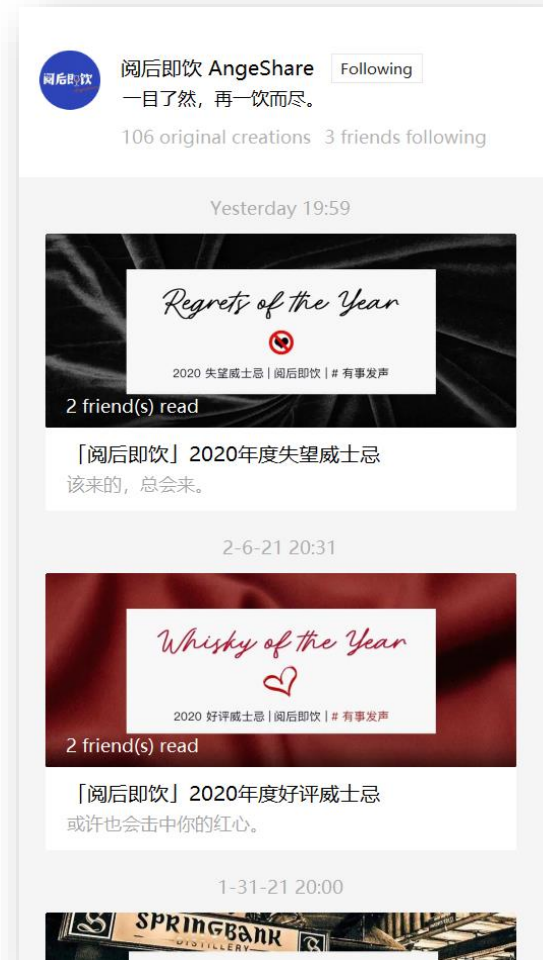 阅后即饮
阅后即饮 AngeShare Following
一目了然，再一饮而尽。
106 original creations 3 friends following
Yesterday 19:59
Regrets of the Year
2020 失望威士忌 | 阅后即饮 | # 有事发声
2 friend(s) read
「阅后即饮」2020年度失望威士忌
该来的，总会来。
2-6-21 20:31
Whisky of the Year
2020 好评威士忌 | 阅后即饮 | # 有事发声
2 friend(s) read
「阅后即饮」2020年度好评威士忌
或许也会击中你的红心。
1-31-21 20:00
SPRINGBANK
DISTILLERY